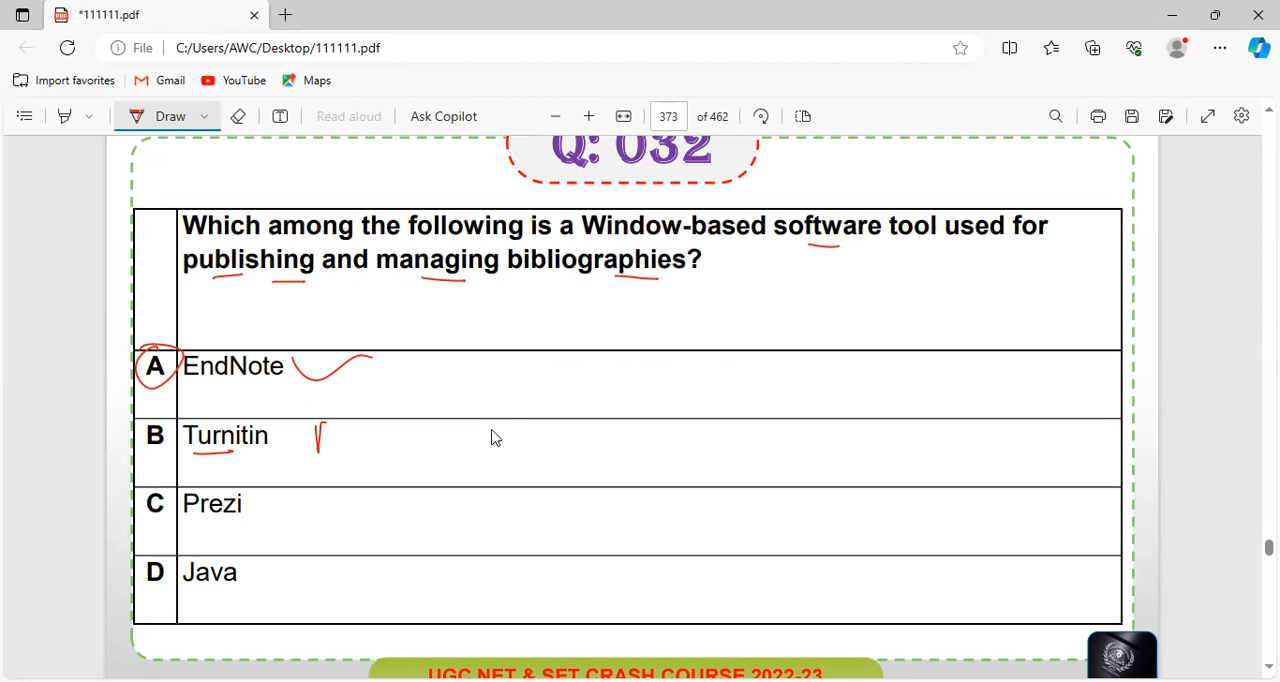 *111111.pdf
File C:/Users/AWC/Desktop/111111.pdf
Import favorites Gmail YouTube Maps
Draw Read aloud Ask Copilot 373 of 462
Q: 032
Which among the following is a Window-based software tool used for
publishing and managing bibliographies?
A EndNote
B Turnitin
C Prezi
D Java
UGC NET & SET CRASH COURSE 2022-23